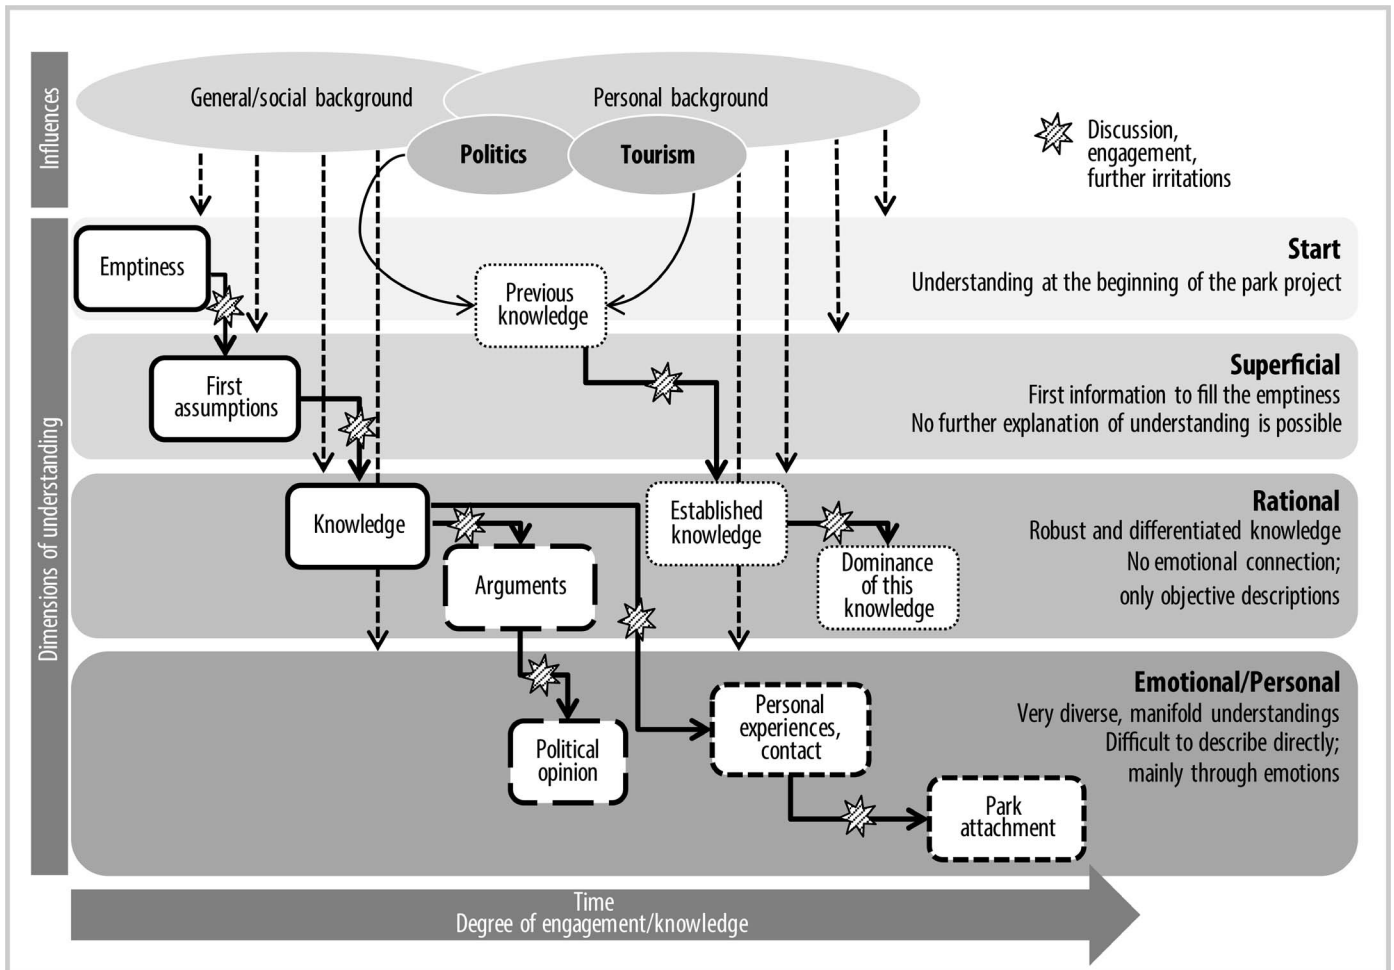 Influences
General/social background
Personal background
Politics
Tourism
Discussion,
engagement,
further irritations
Dimensions of understanding
Start
Understanding at the beginning of the park project
Emptiness
Previous
knowledge
Superficial
First information to fill the emptiness
No further explanation of understanding is possible
First
assumptions
Rational
Robust and differentiated knowledge
No emotional connection;
only objective descriptions
Knowledge
Arguments
Established
knowledge
Dominance
of this
knowledge
Emotional/Personal
Very diverse, manifold understandings
Difficult to describe directly;
mainly through emotions
Political
opinion
Personal
experiences,
contact
Park
attachment
Time
Degree of engagement/knowledge